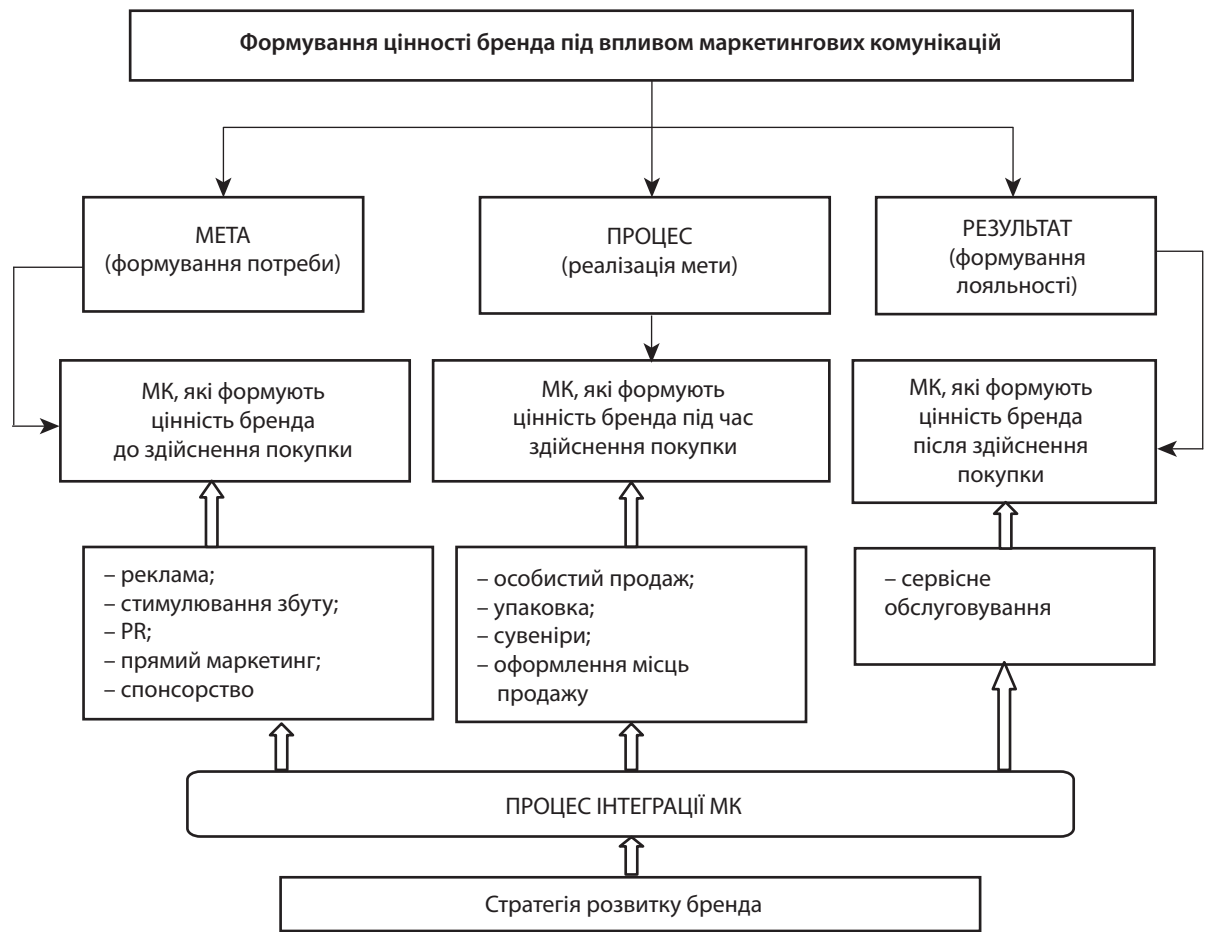 Формування цінності бренда під впливом маркетингових комунікацій
МЕТА
(формування потреби)
ПРОЦЕС
(реалізація мети)
РЕЗУЛЬТАТ
(формування
лояльності)
МК, які формують
цінність бренда
до здійснення покупки
МК, які формують
цінність бренда під час
здійснення покупки
МК, які формують
цінність бренда
після здійснення
покупки
– реклама;
– стимулювання збуту;
– PR;
– прямий маркетинг;
– спонсорство
– особистий продаж;
– упаковка;
– сувеніри;
– оформлення місць
продажу
– сервісне
обслуговування
ПРОЦЕС ІНТЕГРАЦІЇ МК
Стратегія розвитку бренда